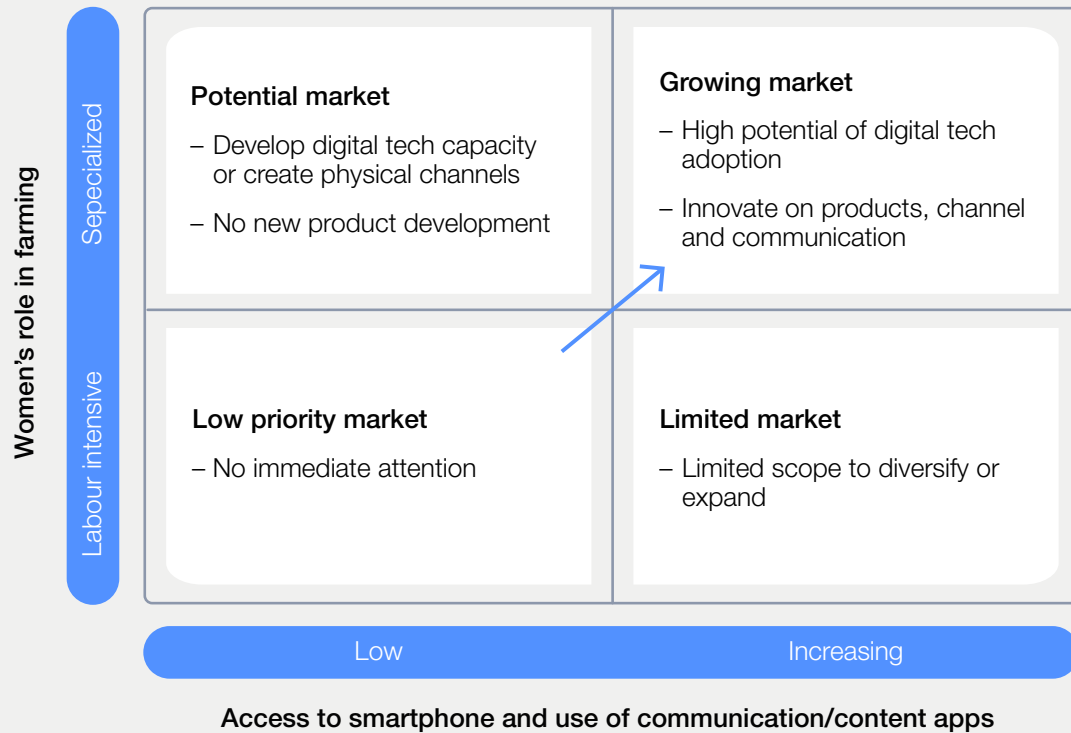 Women's role in farming
Sepecialized
Labour intensive
Potential market
– Develop digital tech capacity
or create physical channels
– No new product development
Growing market
– High potential of digital tech
adoption
– Innovate on products, channel
and communication
Low priority market
– No immediate attention
Limited market
– Limited scope to diversify or
expand
Low
Increasing
Access to smartphone and use of communication/content apps